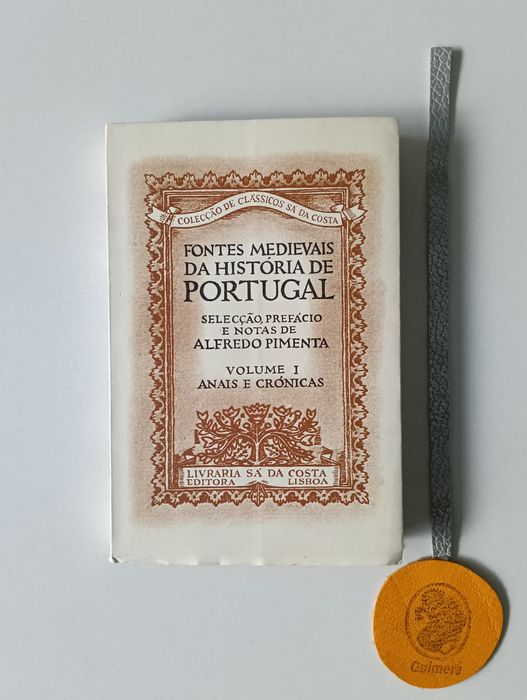 COLECÇÃO DE CLÁSSICOS SÁ DA COSTA
FONTES MEDIEVAIS
DA HISTÓRIA DE
PORTUGAL
SELECÇÃO, PREFÁCIO
E NOTAS DE
ALFREDO PIMENTA
VOLUME I
ANAIS E CRÓNICAS
LIVRARIA SÁ DA COSTA
EDITORA LISBOA
Quimera